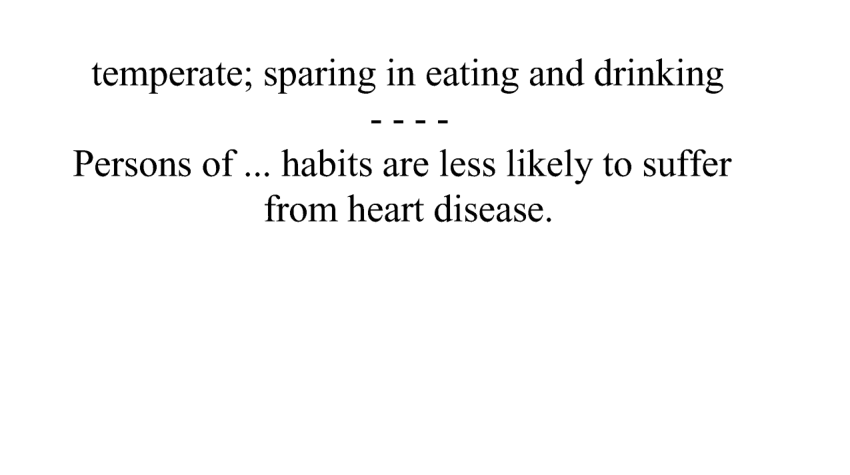 temperate; sparing in eating and drinking
- - - -
Persons of ... habits are less likely to suffer
from heart disease.